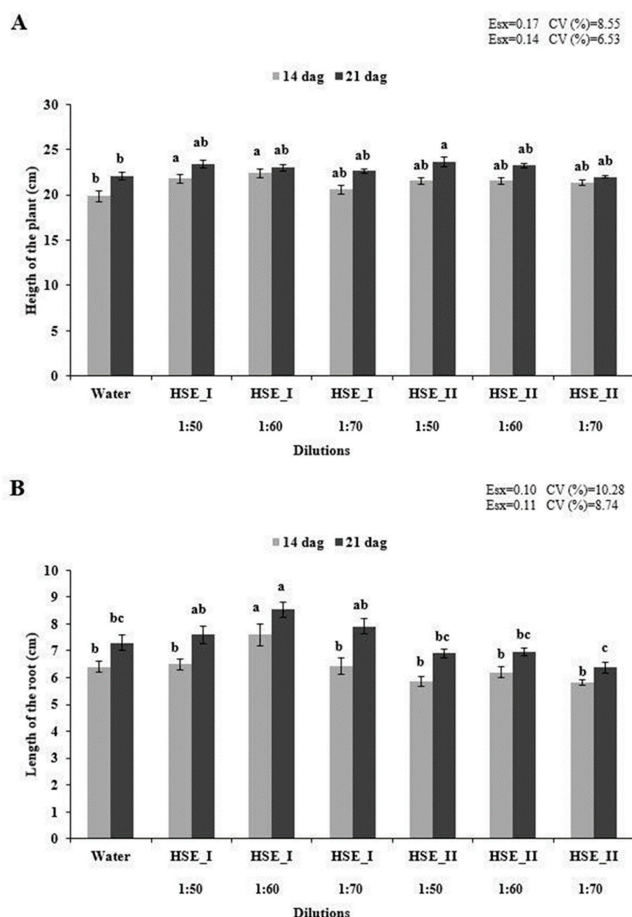 A
Esx=0.17 CV (%)=8.55
Esx=0.14 CV (%)=6.53
14 dag 21 dag
Heigth of the plant (cm)
30
25
20
15
10
5
0
b b a ab a ab ab ab ab a ab ab ab ab
Water HSE_I HSE_I HSE_I HSE_II HSE_II HSE_II
1:50 1:60 1:70 1:50 1:60 1:70
Dilutions
B
Esx=0.10 CV (%)=10.28
Esx=0.11 CV (%)=8.74
14 dag 21 dag
Length of the root (cm)
10
9
8
7
6
5
4
3
2
1
0
b bc b ab a a b ab b bc b bc b c
Water HSE_I HSE_I HSE_I HSE_II HSE_II HSE_II
1:50 1:60 1:70 1:50 1:60 1:70
Dilutions